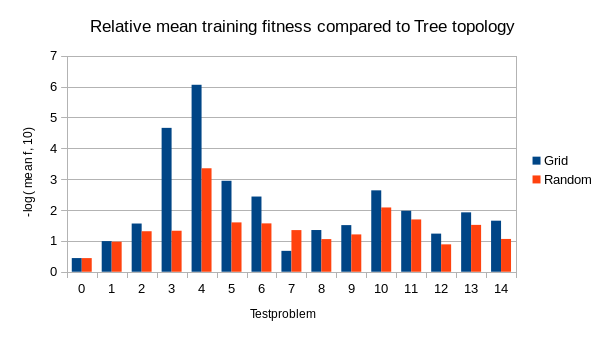 Relative mean training fitness compared to Tree topology
7
6
5
4
3
2
1
0
-log( mean f, 10)
0 1 2 3 4 5 6 7 8 9 10 11 12 13 14
Testproblem
Grid
Random